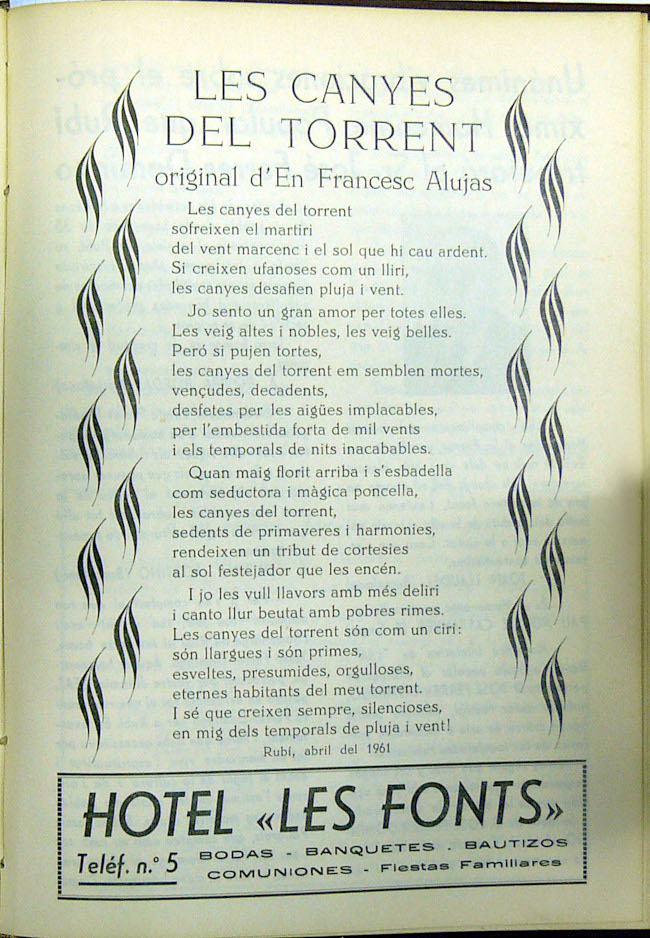 LES CANYES
DEL TORRENT
original d'En Francesc Alujas
Les canyes del torrent
sofreixen el martiri
del vent marcenc i el sol que hi cau ardent.
Si creixen ufanoses com un lliri,
les canyes desafien pluja i vent.
Jo sento un gran amor per totes elles.
Les veig altes i nobles, les veig belles.
Peró si pujen tortes,
les canyes del torrent em semblen mortes,
vençudes, decadents,
desfetes per les aigües implacables,
per l'embestida forta de mil vents
i els temporals de nits inacabables.
Quan maig florit arriba i s'esbadella
com seductora i màgica poncella,
les canyes del torrent,
sedents de primaveres i harmonies,
rendeixen un tribut de cortesies
al sol festejador que les encén.
I jo les vull llavors amb més deliri
i canto llur beutat amb pobres rimes.
Les canyes del torrent són com un ciri:
són llargues i són primes,
esveltes, presumides, orgulloses,
eternes habitants del meu torrent.
I sé que creixen sempre, silencioses,
en mig dels temporals de pluja i vent!
Rubí, abril del 1961
HOTEL «LES FONTS»
Teléf. n.º 5
BODAS - BANQUETES . BAUTIZOS
COMUNIONES - Fiestas Familiares